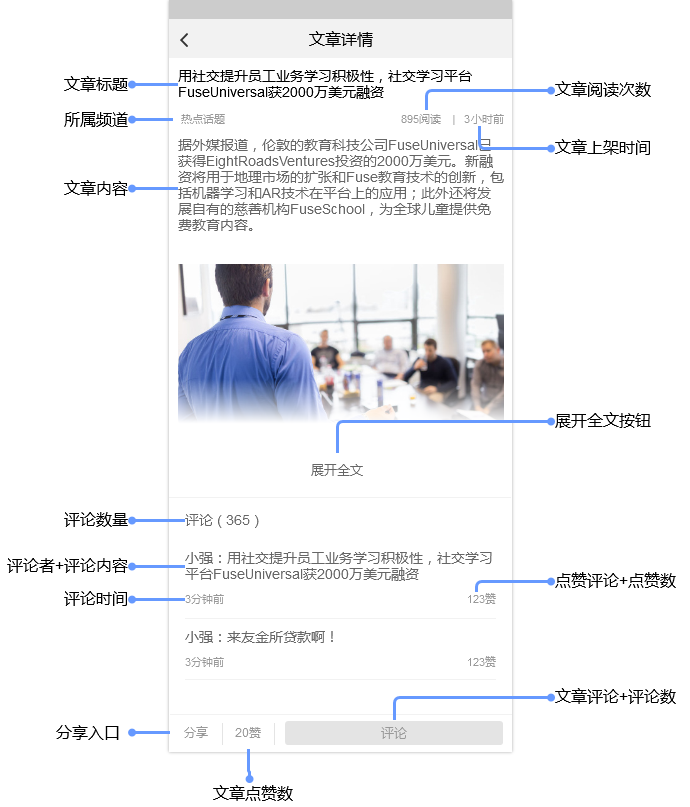 文章详情
文章标题
用社交提升员工业务学习积极性，社交学习平台
FuseUniversal获2000万美元融资
文章阅读次数
所属频道
热点话题
895阅读 | 3小时前
文章上架时间
据外媒报道，伦敦的教育科技公司FuseUniversal已
获得EightRoadsVentures投资的2000万美元。新融
资将用于地理市场的扩张和Fuse教育技术的创新，包
括机器学习和AR技术在平台上的应用；此外还将发
展自有的慈善机构FuseSchool，为全球儿童提供免
费教育内容。
文章内容
展开全文按钮
展开全文
评论数量
评论（365）
评论者+评论内容
小强：用社交提升员工业务学习积极性，社交学习
平台FuseUniversal获2000万美元融资
点赞评论+点赞数
评论时间
3分钟前
123赞
小强：来友金所贷款啊！
3分钟前
123赞
文章评论+评论数
分享入口
分享
20赞
评论
文章点赞数